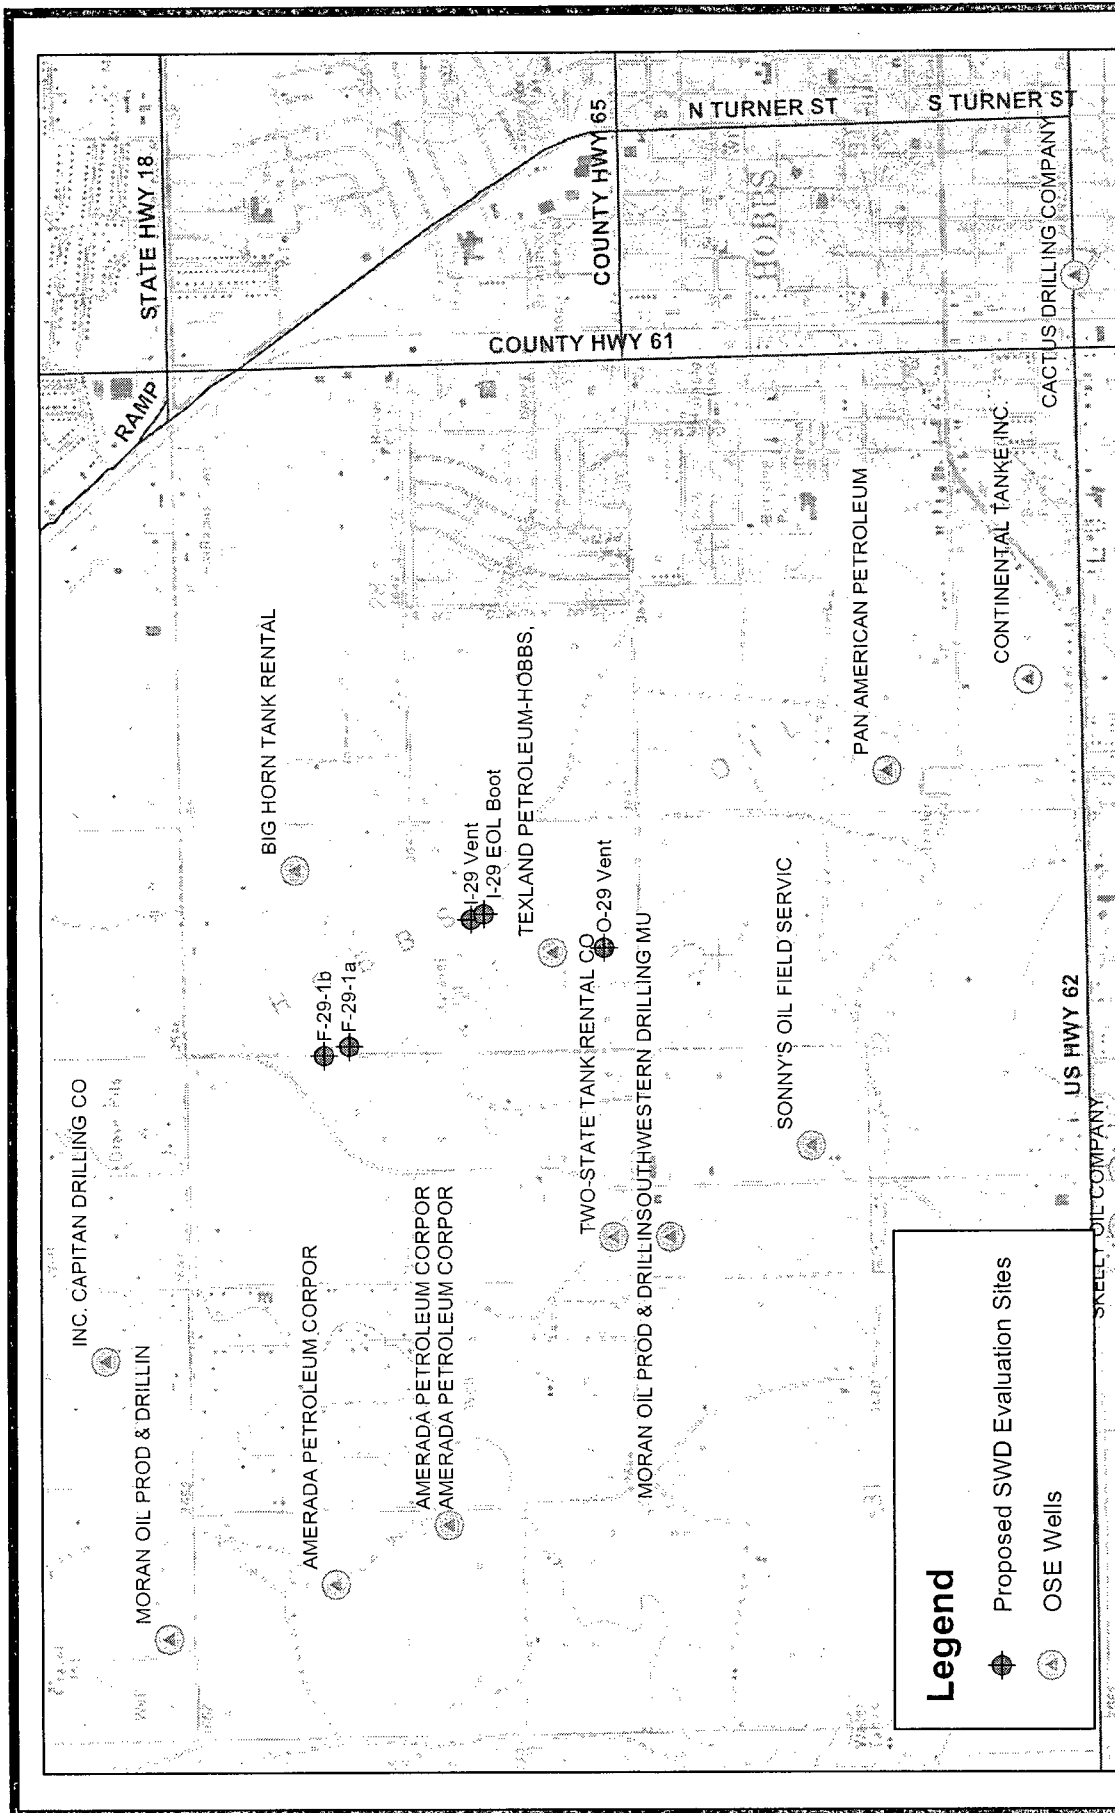 INC. CAPITAN DRILLING CO
MORAN OIL PROD & DRILLIN
BIG HORN TANK RENTAL
RAMP
STATE HWY 18
AMERADA PETROLEUM CORPOR
F-29-1b
F-29-1a
AMERADA PETROLEUM CORPOR
AMERADA PETROLEUM CORPOR
I-29 Vent
I-29 EOL Boot
COUNTY HWY 61
TEXLAND PETROLEUM-HOBBS,
TWO-STATE TANK RENTAL CO
O-29 Vent
COUNTY HWY 65
MORAN OIL PROD & DRILLINSOUTHWESTERN DRILLING MU
N TURNER ST
HOBBS
SONNY'S OIL FIELD SERVIC
PAN AMERICAN PETROLEUM
S TURNER ST
CONTINENTAL TANKE INC.
CACTUS DRILLING COMPANY
US HWY 62
SKELLY OIL COMPANY
Legend
Proposed SWD Evaluation Sites
OSE Wells